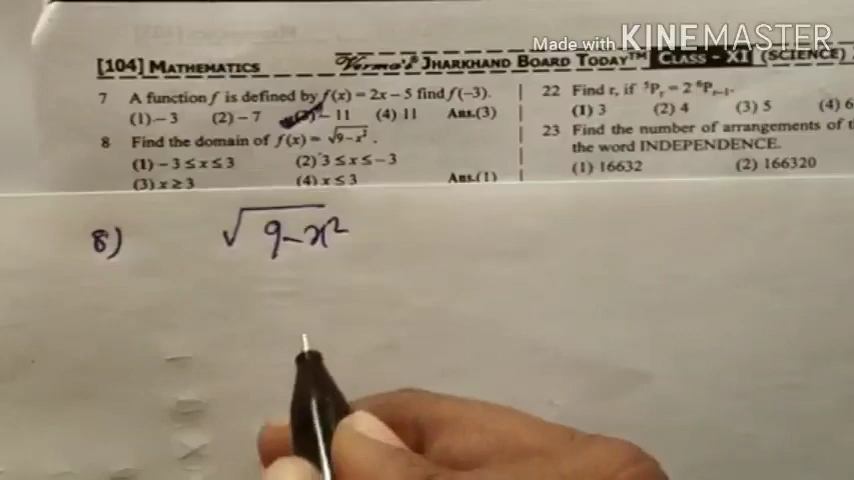 Made with KINEMASTER
[104] MATHEMATICS Verma's JHARKHAND BOARD TODAY™ CLASS - XI (SCIENCE)
7 A function f is defined by f(x) = 2x − 5 find f(−3).
(1) − 3 (2) − 7 (3) − 11 (4) 11 Ans.(3)
8 Find the domain of f(x) = √9−x² .
(1) − 3 ≤ x ≤ 3 (2) 3 ≤ x ≤ −3
(3) x ≥ 3 (4) x ≤ 3 Ans.(1)
22 Find r, if ⁵Pᵣ = 2 ⁶Pᵣ₋₁.
(1) 3 (2) 4 (3) 5 (4) 6
23 Find the number of arrangements of
the word INDEPENDENCE.
(1) 16632 (2) 166320
8) √9−x²